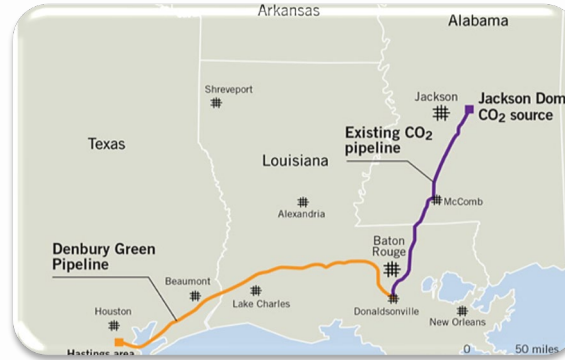 Arkansas
Alabama
Shreveport
Jackson
Jackson Dom
CO₂ source
Texas
Existing CO₂
pipeline
Louisiana
Alexandria
McComb
Denbury Green
Pipeline
Baton
Rouge
Beaumont
Lake Charles
Donaldsonville
Houston
New Orleans
Hastings area
0 50 miles